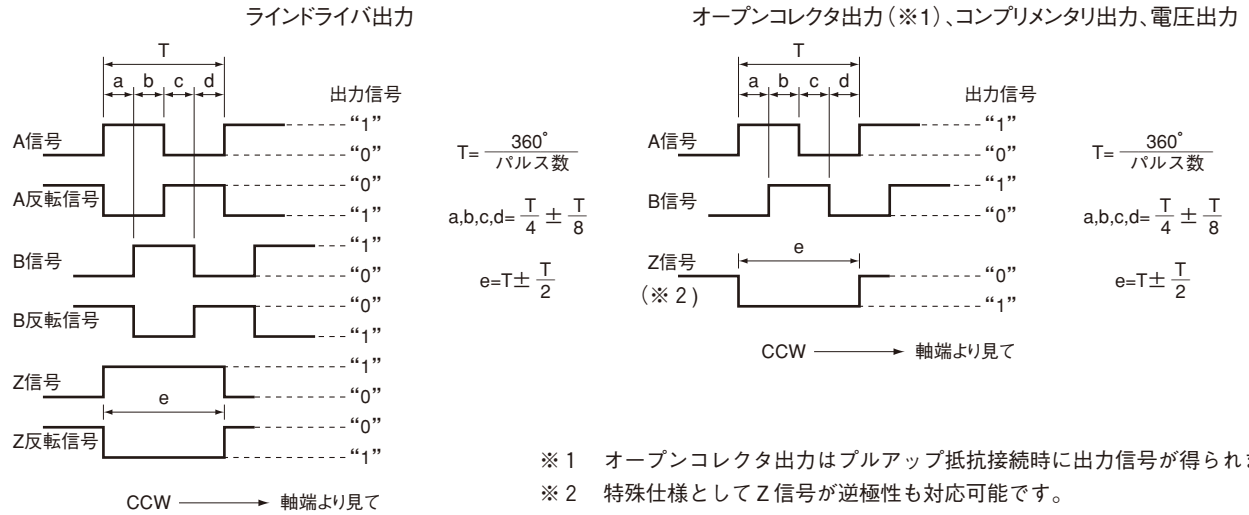 ラインドライバ出力
T
a b c d
出力信号
A信号
“1”
“0”
A反転信号
“0”
“1”
B信号
“1”
“0”
B反転信号
“0”
“1”
Z信号
“1”
“0”
e
Z反転信号
“0”
“1”
CCW 軸端より見て
T= 360° / パルス数
a,b,c,d= T/4 ± T/8
e=T± T/2
オープンコレクタ出力(※1)、コンプリメンタリ出力、電圧出力
T
a b c d
出力信号
A信号
“1”
“0”
B信号
“1”
“0”
e
Z信号
(※2)
“0”
“1”
CCW 軸端より見て
T= 360° / パルス数
a,b,c,d= T/4 ± T/8
e=T± T/2
※1 オープンコレクタ出力はプルアップ抵抗接続時に出力信号が得られ
※2 特殊仕様としてZ信号が逆極性も対応可能です。